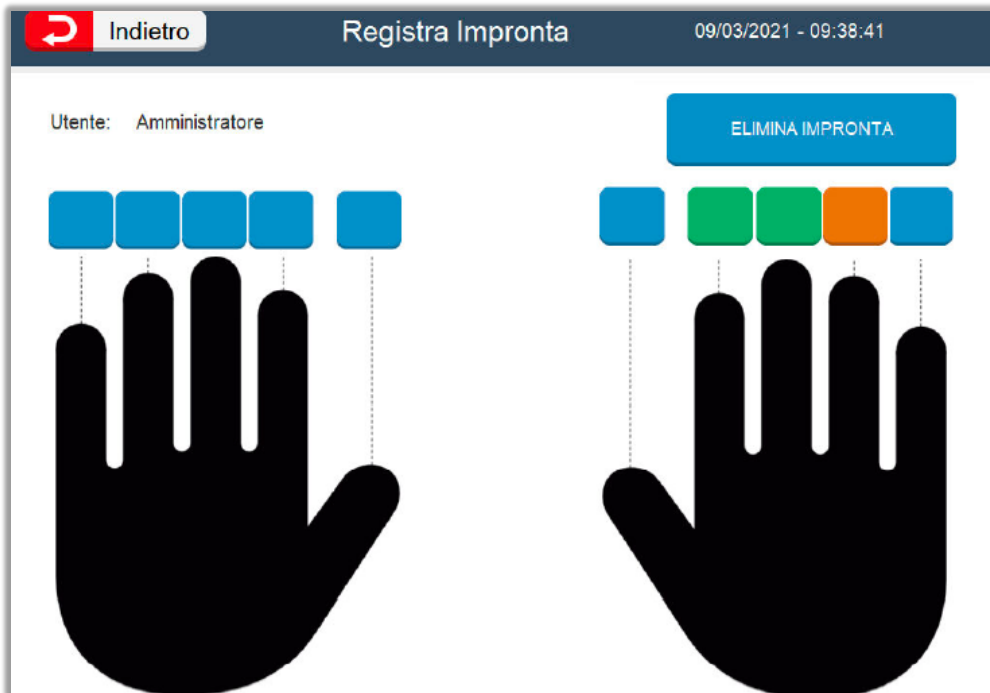 Indietro
Registra Impronta
09/03/2021 - 09:38:41
Utente: Amministratore
ELIMINA IMPRONTA